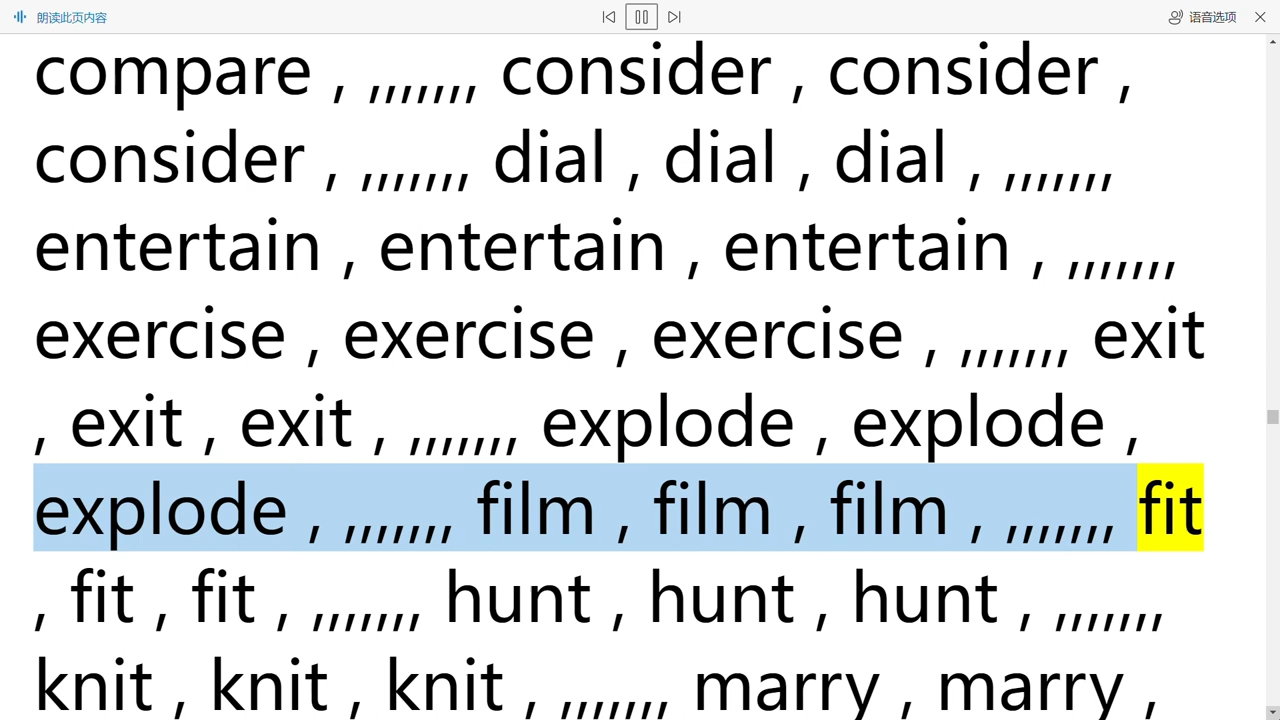 朗读此页内容
语音选项
compare , ,,,,,,, consider , consider ,
consider , ,,,,,,, dial , dial , dial , ,,,,,,,
entertain , entertain , entertain , ,,,,,,,
exercise , exercise , exercise , ,,,,,,, exit
, exit , exit , ,,,,,,, explode , explode ,
explode , ,,,,,,, film , film , film , ,,,,,,, fit
, fit , fit , ,,,,,,, hunt , hunt , hunt , ,,,,,,,
knit , knit , knit , ,,,,,,, marry , marry ,